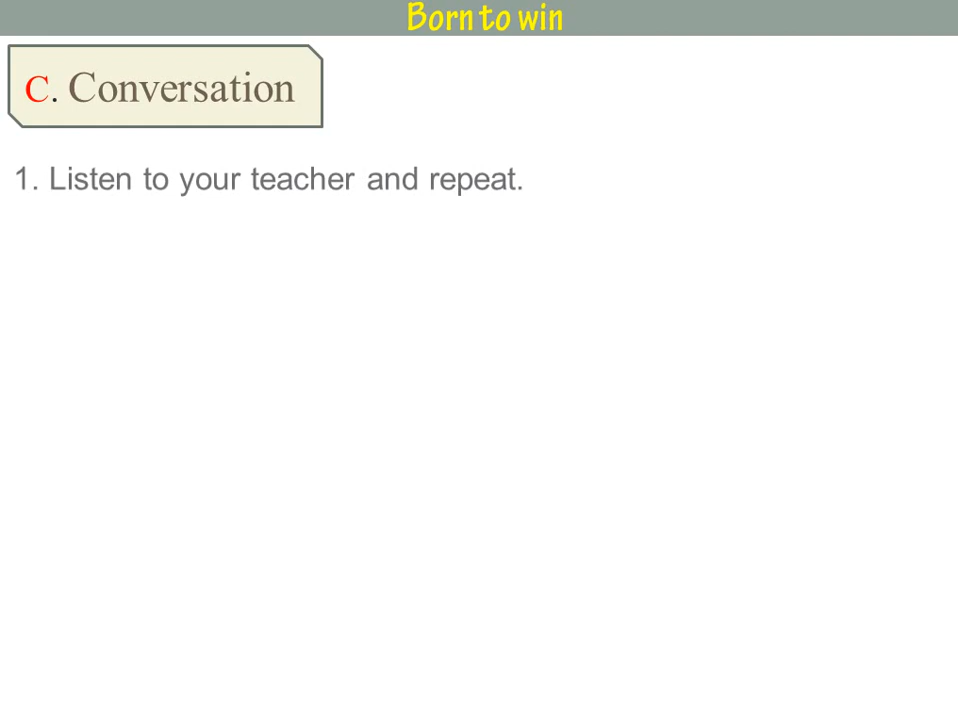 Born to win
C. Conversation
1. Listen to your teacher and repeat.